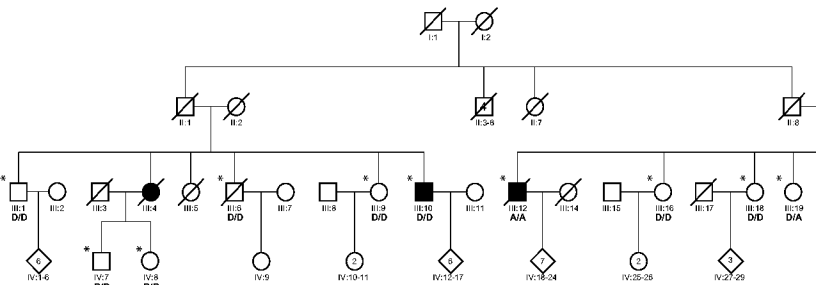 I:1 I:2
II:1 II:2 4 II:3-6 II:7 II:8
* * * * * * * *
III:1 III:2 III:3 III:4 III:5 III:6 III:7 III:8 III:9 III:10 III:11 III:12 III:14 III:15 III:16 III:17 III:18 III:19
D/D D/D D/D D/D A/A D/D D/D D/A
6 * * 2 6 7 2 3
IV:1-6 IV:7 IV:8 IV:9 IV:10-11 IV:12-17 IV:18-24 IV:25-26 IV:27-29
D/D D/D